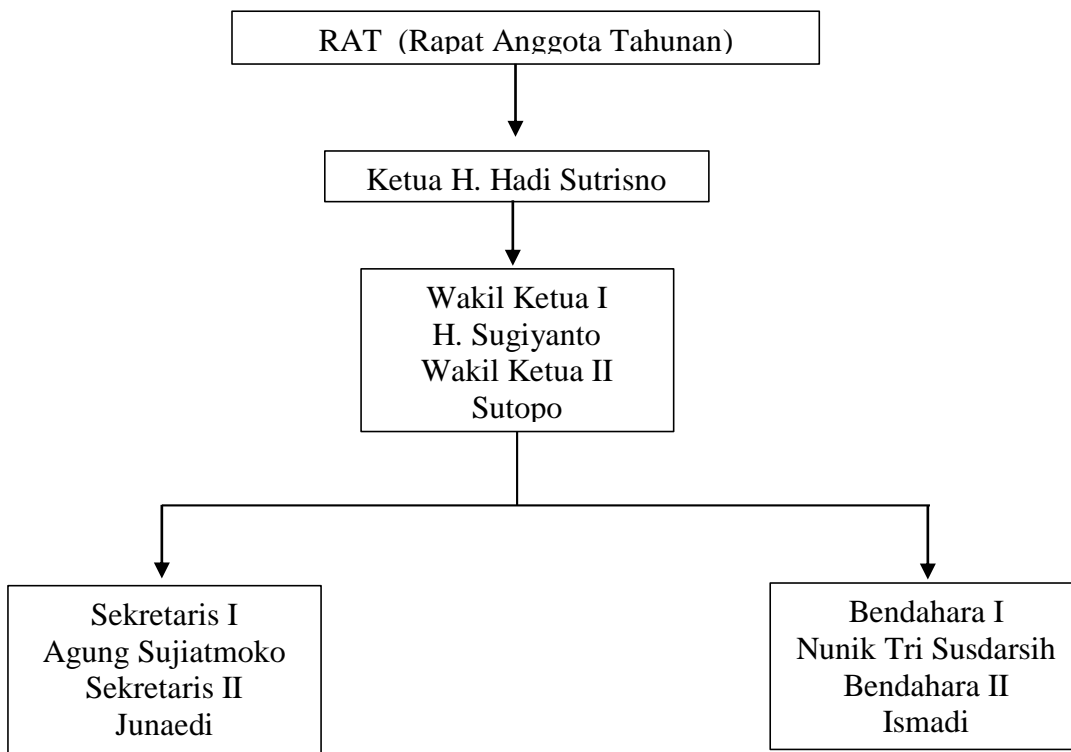 RAT (Rapat Anggota Tahunan)
Ketua H. Hadi Sutrisno
Wakil Ketua I
H. Sugiyanto
Wakil Ketua II
Sutopo
Sekretaris I
Agung Sujiatmoko
Sekretaris II
Junaedi
Bendahara I
Nunik Tri Susdarsih
Bendahara II
Ismadi